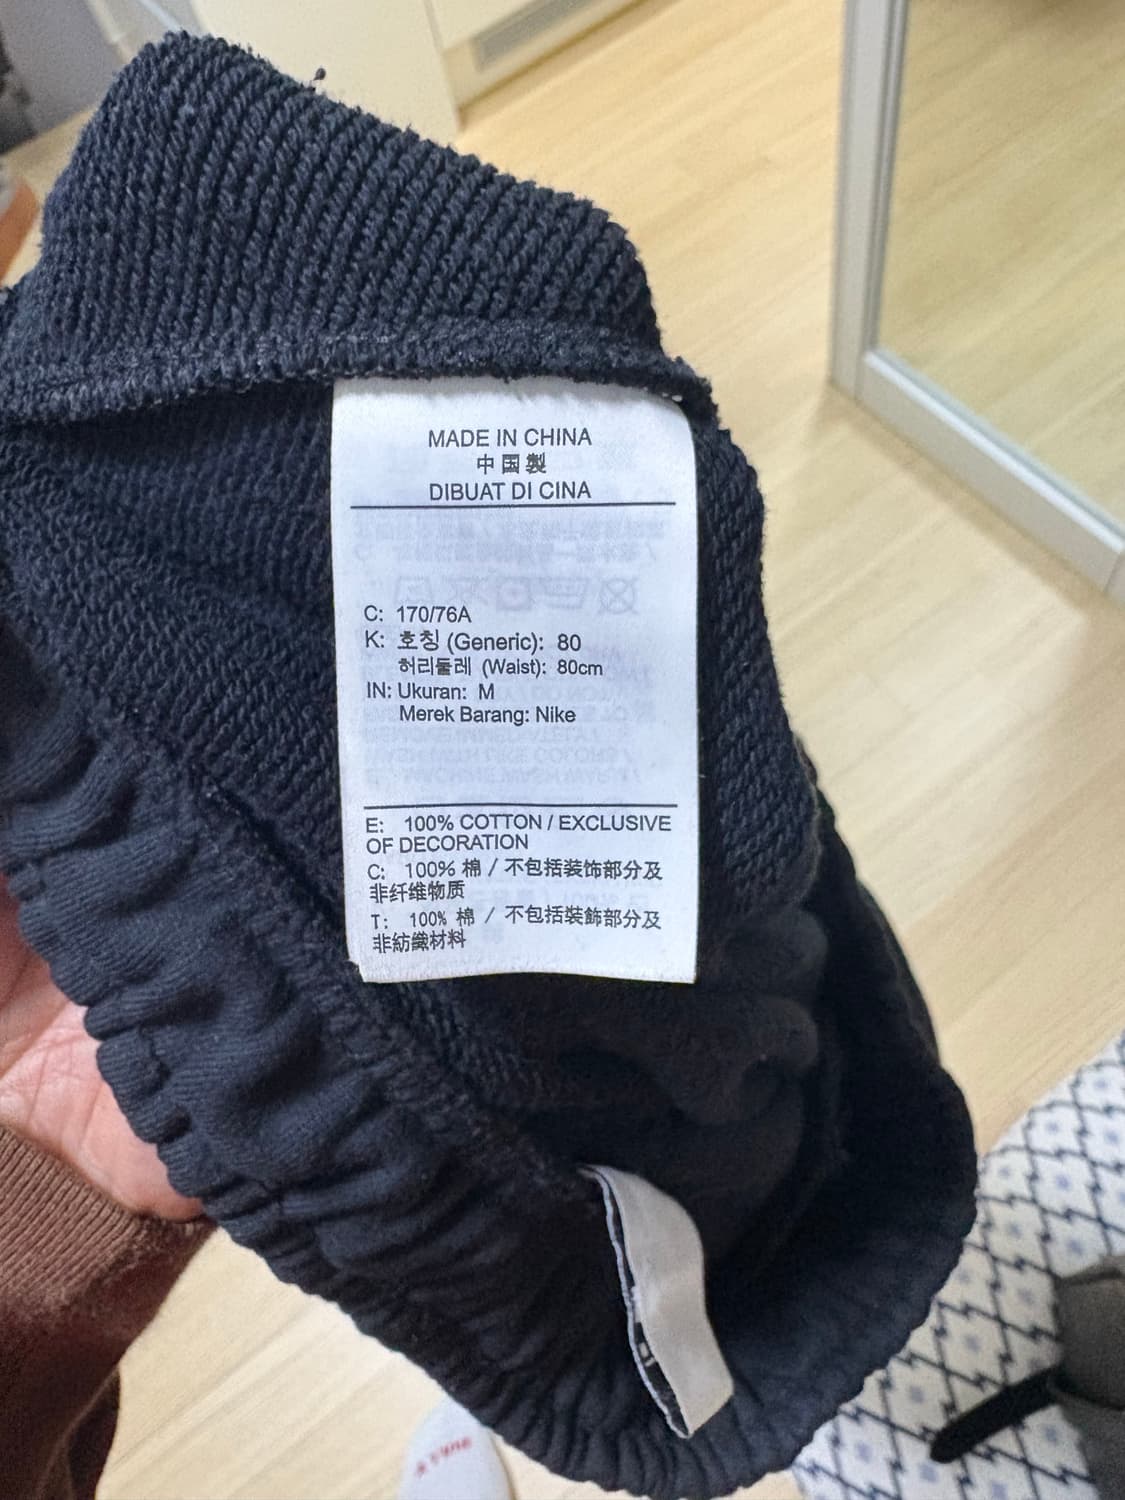 MADE IN CHINA
中国製
DIBUAT DI CINA
C: 170/76A
K: 호칭 (Generic): 80
허리둘레 (Waist): 80cm
IN: Ukuran: M
Merek Barang: Nike
E: 100% COTTON / EXCLUSIVE
OF DECORATION
C: 100% 棉 / 不包括装饰部分及
非纤维物质
T: 100% 棉 / 不包括裝飾部分及
非紡織材料